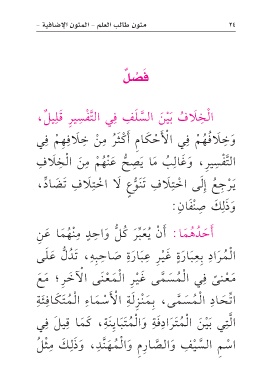 ٢٤ متون طالب العلم – المتون الإضافية –
فَصْلٌ
الْخِلَافُ بَيْنَ السَّلَفِ فِي التَّفْسِيرِ قَلِيلٌ،
وَخِلَافُهُمْ فِي الْأَحْكَامِ أَكْثَرُ مِنْ خِلَافِهِمْ فِي
التَّفْسِيرِ، وَغَالِبُ مَا يَصِحُّ عَنْهُمْ مِنَ الْخِلَافِ
يَرْجِعُ إِلَى اخْتِلَافِ تَنَوُّعٍ لَا اخْتِلَافِ تَضَادٍّ،
وَذَلِكَ صِنْفَانِ:
أَحَدُهُمَا: أَنْ يُعَبِّرَ كُلُّ وَاحِدٍ مِنْهُمَا عَنِ
الْمُرَادِ بِعِبَارَةٍ غَيْرِ عِبَارَةِ صَاحِبِهِ، تَدُلُّ عَلَى
مَعْنىً فِي الْمُسَمَّى غَيْرِ الْمَعْنَى الْآخَرِ؛ مَعَ
اتِّحَادِ الْمُسَمَّى، بِمَنْزِلَةِ الْأَسْمَاءِ الْمُتَكَافِئَةِ
الَّتِي بَيْنَ الْمُتَرَادِفَةِ وَالْمُتَبَايِنَةِ، كَمَا قِيلَ فِي
اسْمِ السَّيْفِ وَالصَّارِمِ وَالْمُهَنَّدِ، وَذَلِكَ مِثْلُ